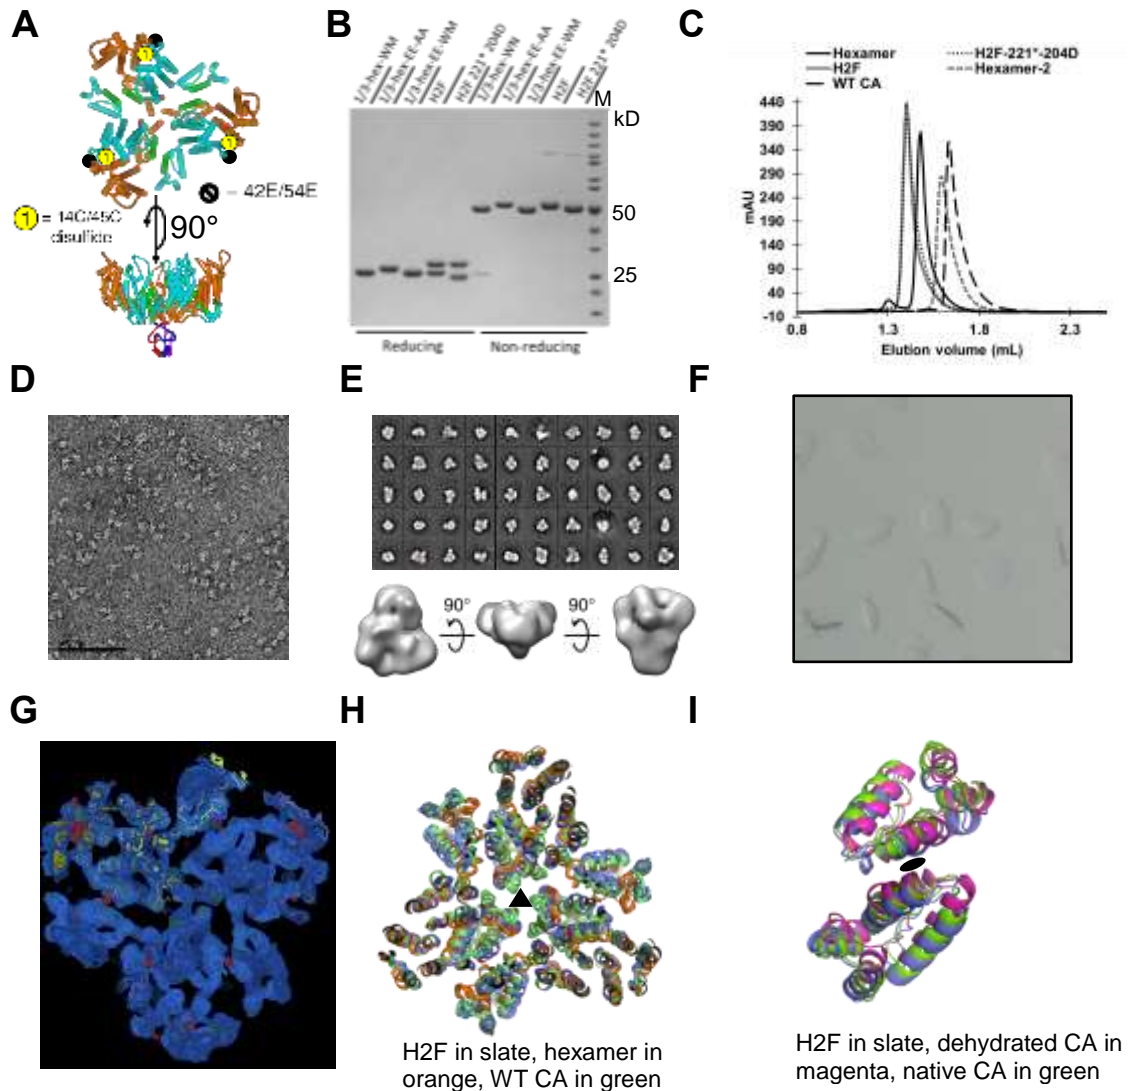 A
B
C
1/3-hex-WM
1/3-hex-EE-AA
1/3-hex-EE-WM
H2F
H2F 221* 204D
1/3-hex-WN
1/3-hex-EE-AA
1/3-hex-EE-WM
H2F
H2F 221* 204D
M
kD
50
25
Reducing
Non-reducing
– 42E/54E
1
1
1
1 = 14C/45C
disulfide
90°
Hexamer
H2F
WT CA
H2F-221*-204D
Hexamer-2
mAU
440
390
340
290
240
190
140
90
40
-10
0.8
1.3
1.8
2.3
Elution volume (mL)
D
E
F
90°
90°
G
H
I
H2F in slate, hexamer in
orange, WT CA in green
H2F in slate, dehydrated CA in
magenta, native CA in green